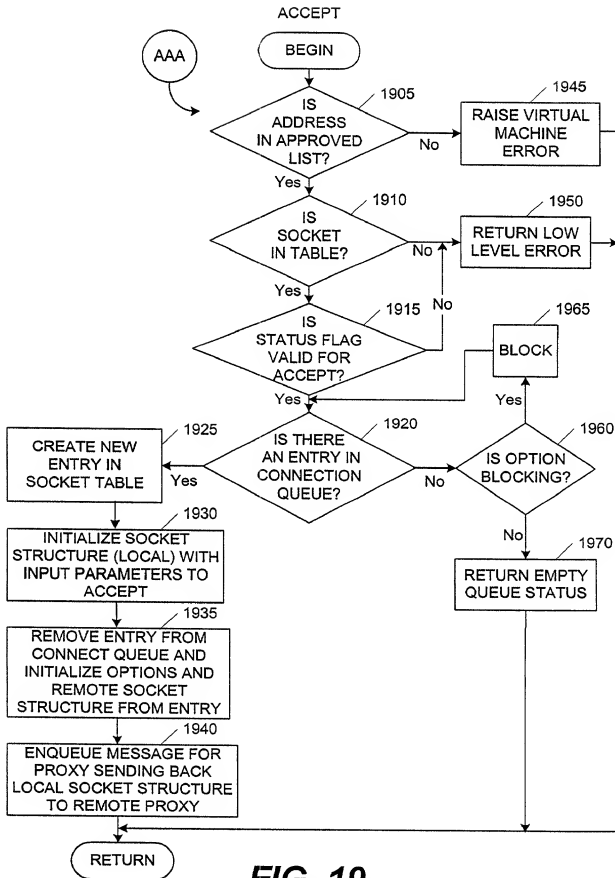 ACCEPT
AAA
BEGIN
IS
ADDRESS
IN APPROVED
LIST?
1905
No
Yes
RAISE VIRTUAL
MACHINE
ERROR
1945
IS
SOCKET
IN TABLE?
1910
No
Yes
RETURN LOW
LEVEL ERROR
1950
IS
STATUS FLAG
VALID FOR
ACCEPT?
1915
No
Yes
BLOCK
1965
Yes
IS THERE
AN ENTRY IN
CONNECTION
QUEUE?
1920
Yes
No
IS OPTION
BLOCKING?
1960
No
RETURN EMPTY
QUEUE STATUS
1970
CREATE NEW
ENTRY IN
SOCKET TABLE
1925
INITIALIZE SOCKET
STRUCTURE (LOCAL) WITH
INPUT PARAMETERS TO
ACCEPT
1930
REMOVE ENTRY FROM
CONNECT QUEUE AND
INITIALIZE OPTIONS AND
REMOTE SOCKET
STRUCTURE FROM ENTRY
1935
ENQUEUE MESSAGE FOR
PROXY SENDING BACK
LOCAL SOCKET STRUCTURE
TO REMOTE PROXY
1940
RETURN